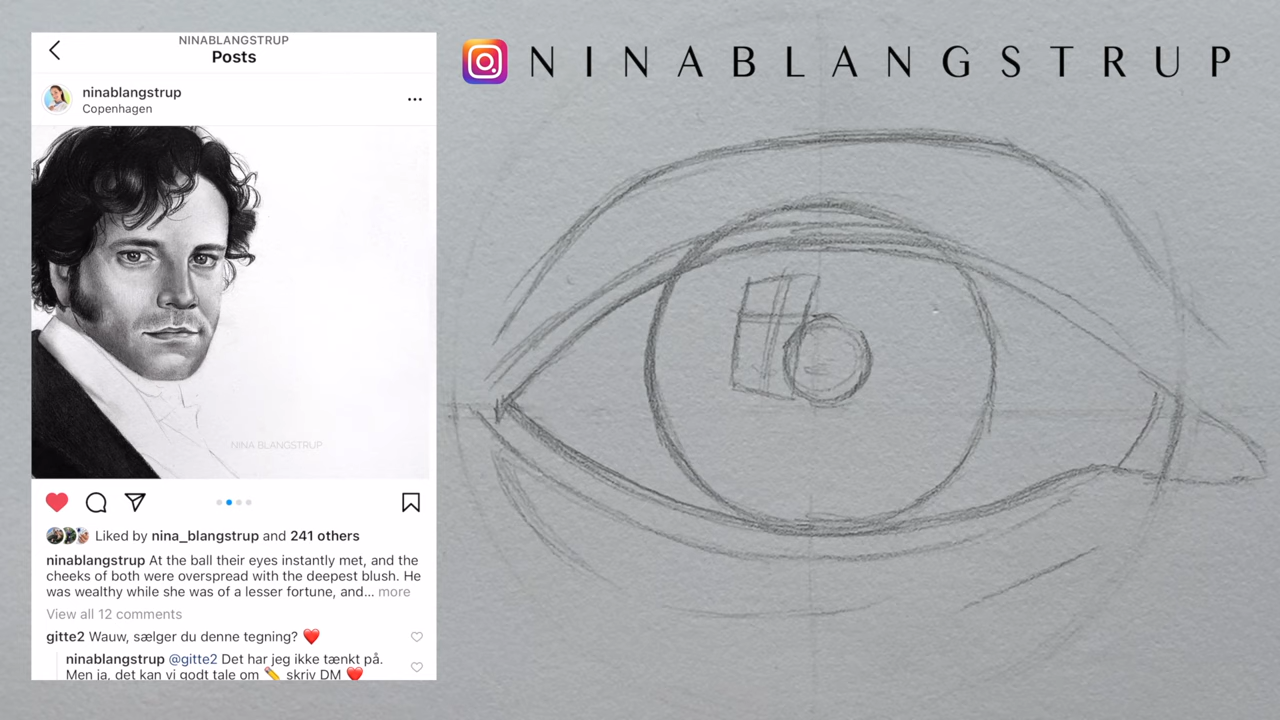 NINABLANGSTRUP
Posts
ninablangstrup
Copenhagen
NINA BLANGSTRUP
Liked by nina_blangstrup and 241 others
ninablangstrup At the ball their eyes instantly met, and the
cheeks of both were overspread with the deepest blush. He
was wealthy while she was of a lesser fortune, and... more
View all 12 comments
gitte2 Wauw, sælger du denne tegning? ❤️
ninablangstrup @gitte2 Det har jeg ikke tænkt på.
Men ja, det kan vi godt tale om ✏️ skriv DM ❤️
NINABLANGSTRUP